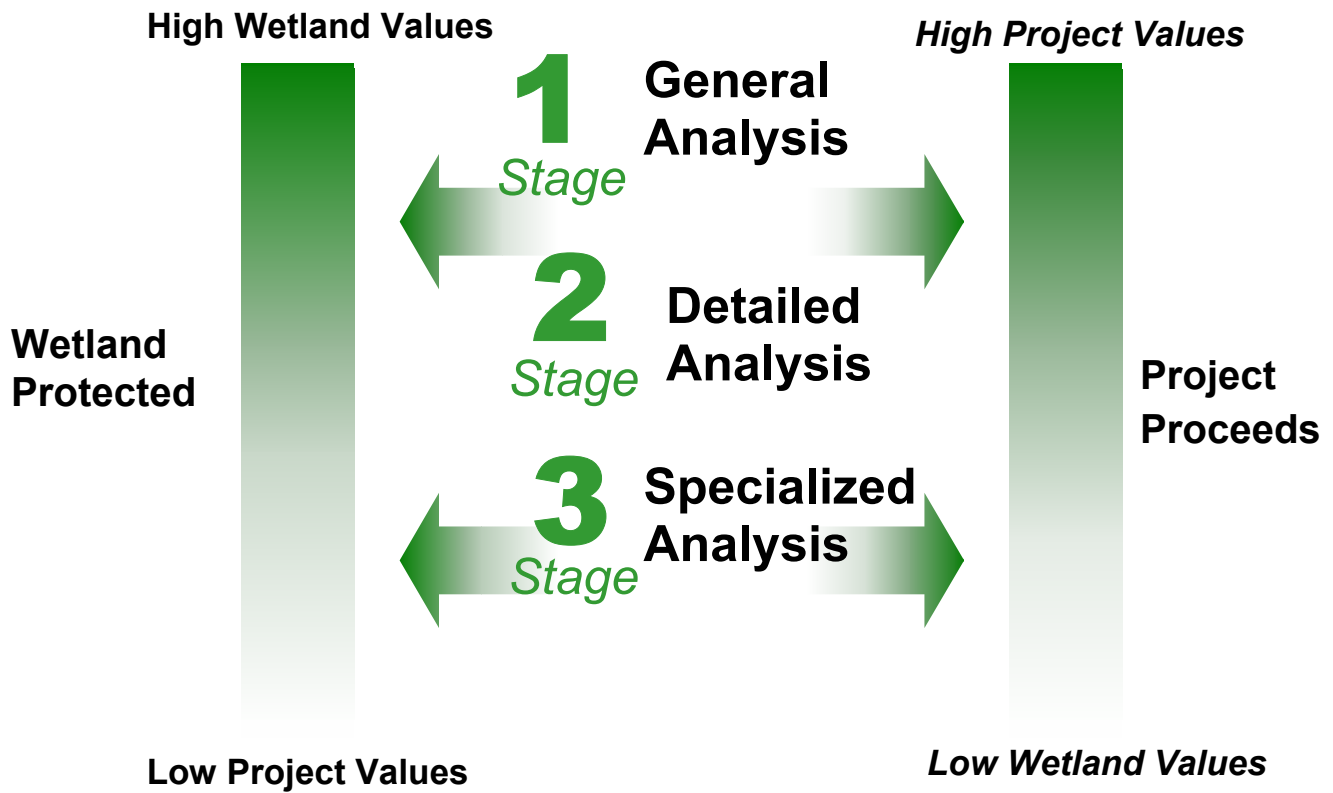 High Wetland Values
High Project Values
1
Stage
General
Analysis
2
Stage
Detailed
Analysis
Wetland
Protected
Project
Proceeds
3
Stage
Specialized
Analysis
Low Project Values
Low Wetland Values